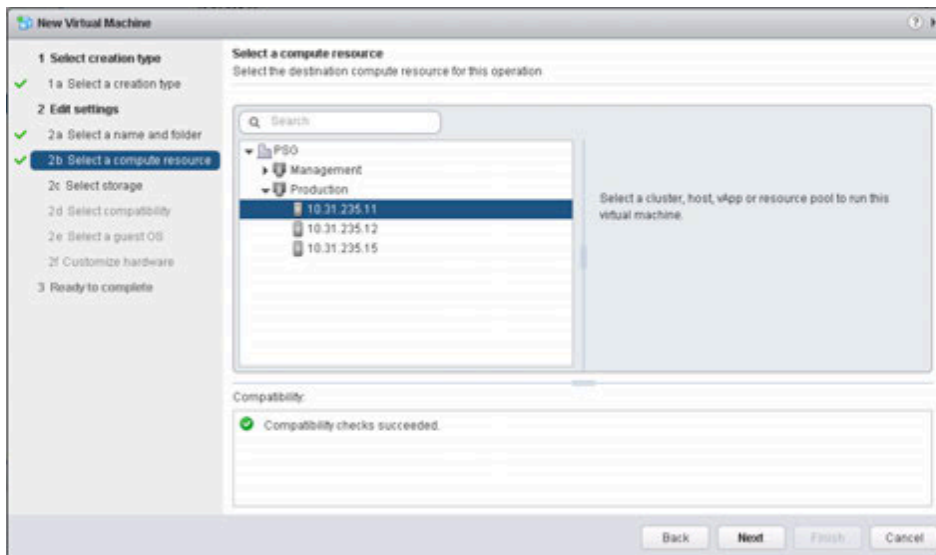 New Virtual Machine
1 Select creation type
1a Select a creation type
2 Edit settings
2a Select a name and folder
2b Select a compute resource
2c Select storage
2d Select compatibility
2e Select a guest OS
2f Customize hardware
3 Ready to complete
Select a compute resource
Select the destination compute resource for this operation
Search
PSO
Management
Production
10.31.235.11
10.31.235.12
10.31.235.15
Select a cluster, host, vApp or resource pool to run this
virtual machine.
Compatibility:
Compatibility checks succeeded.
Back Next Finish Cancel